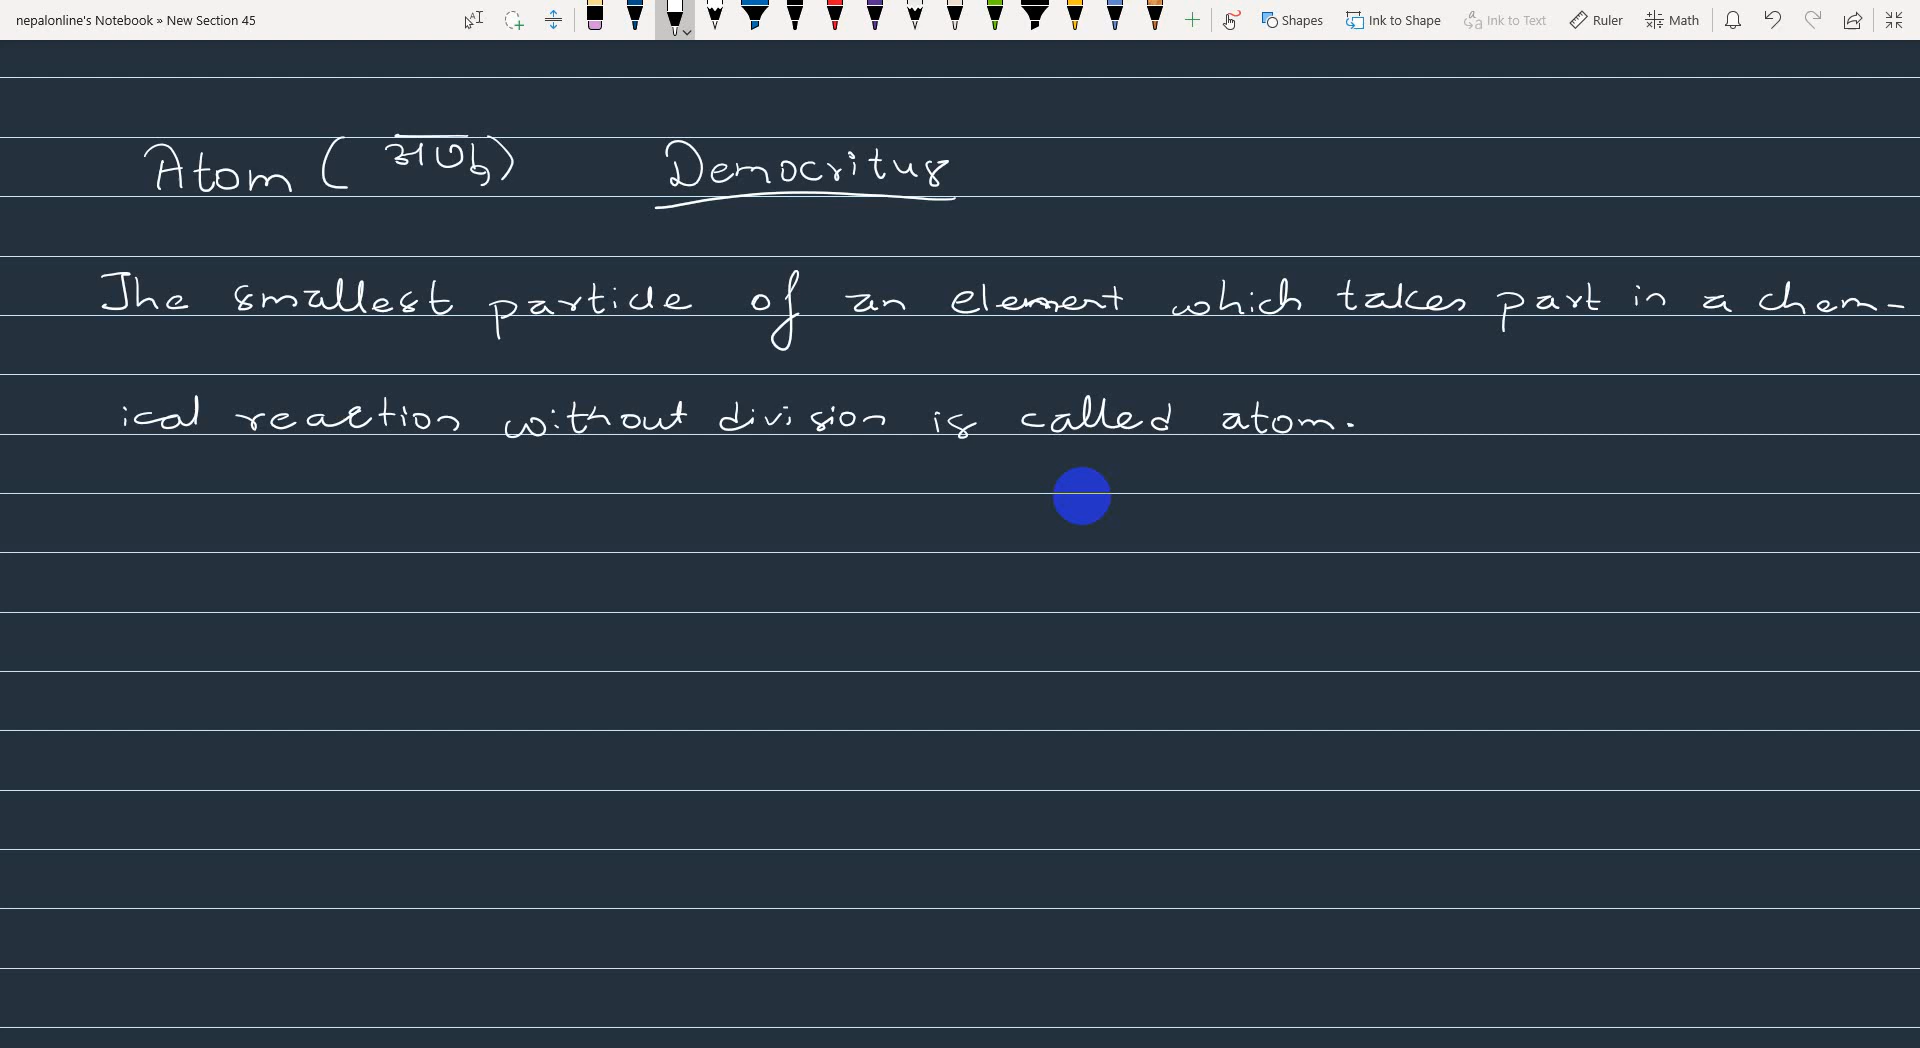 nepalonline's Notebook » New Section 45
Shapes
Ink to Shape
Ink to Text
Ruler
Math
Atom (अणु) Democritus
The smallest particle of an element which takes part in a chem-
ical reaction without division is called atom.